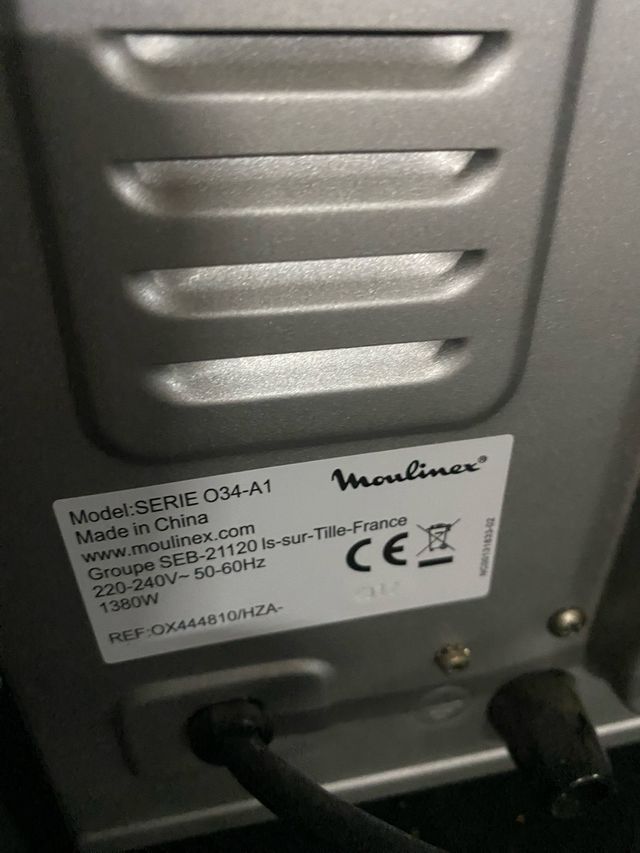 moulinex®
Model:SERIE O34-A1
Made in China
www.moulinex.com
Groupe SEB-21120 Is-sur-Tille-France
220-240V~ 50-60Hz
1380W
REF:OX444810/HZA-
CE